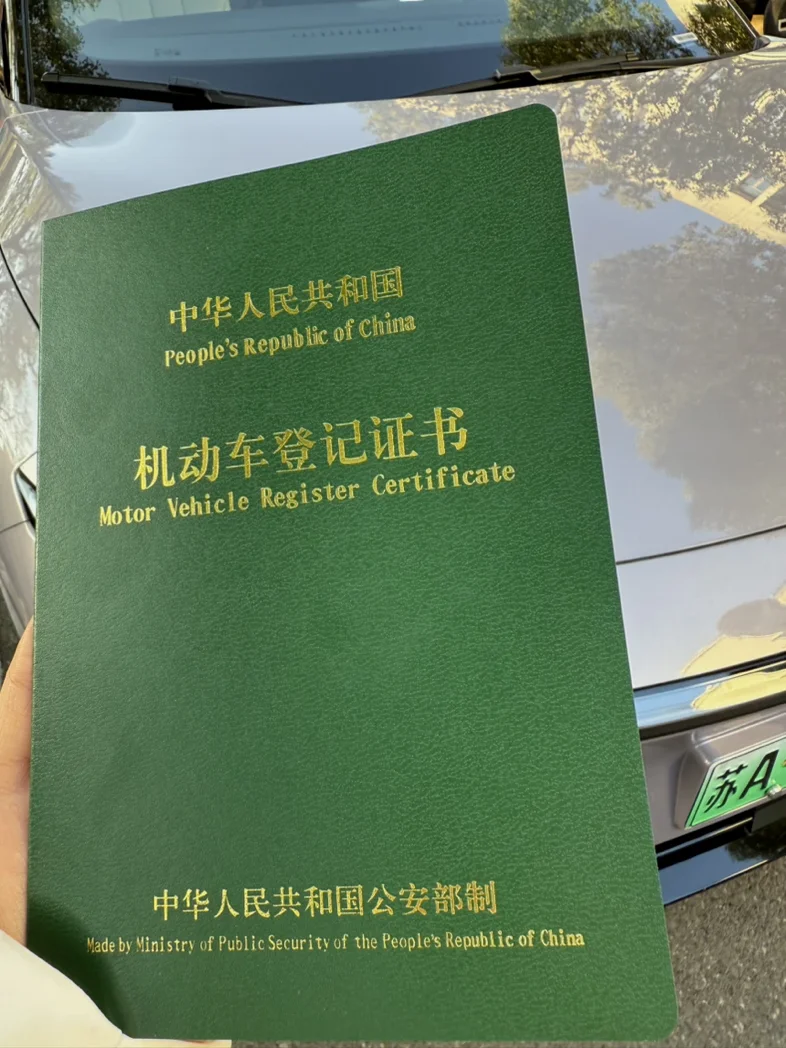 中华人民共和国
People's Republic of China
机动车登记证书
Motor Vehicle Register Certificate
中华人民共和国公安部制
Made by Ministry of Public Security of the People's Republic of China
苏A